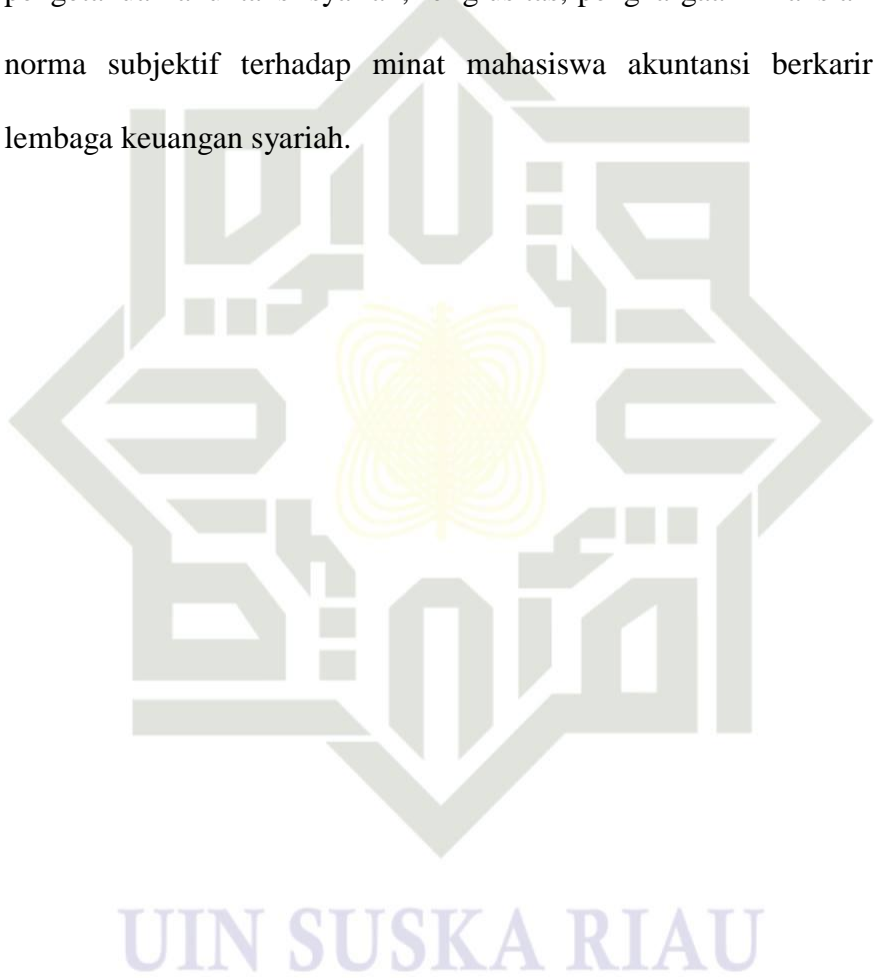 norma subjektif terhadap minat mahasiswa akuntansi berkarir
lembaga keuangan syariah.
UIN SUSKA RIAU